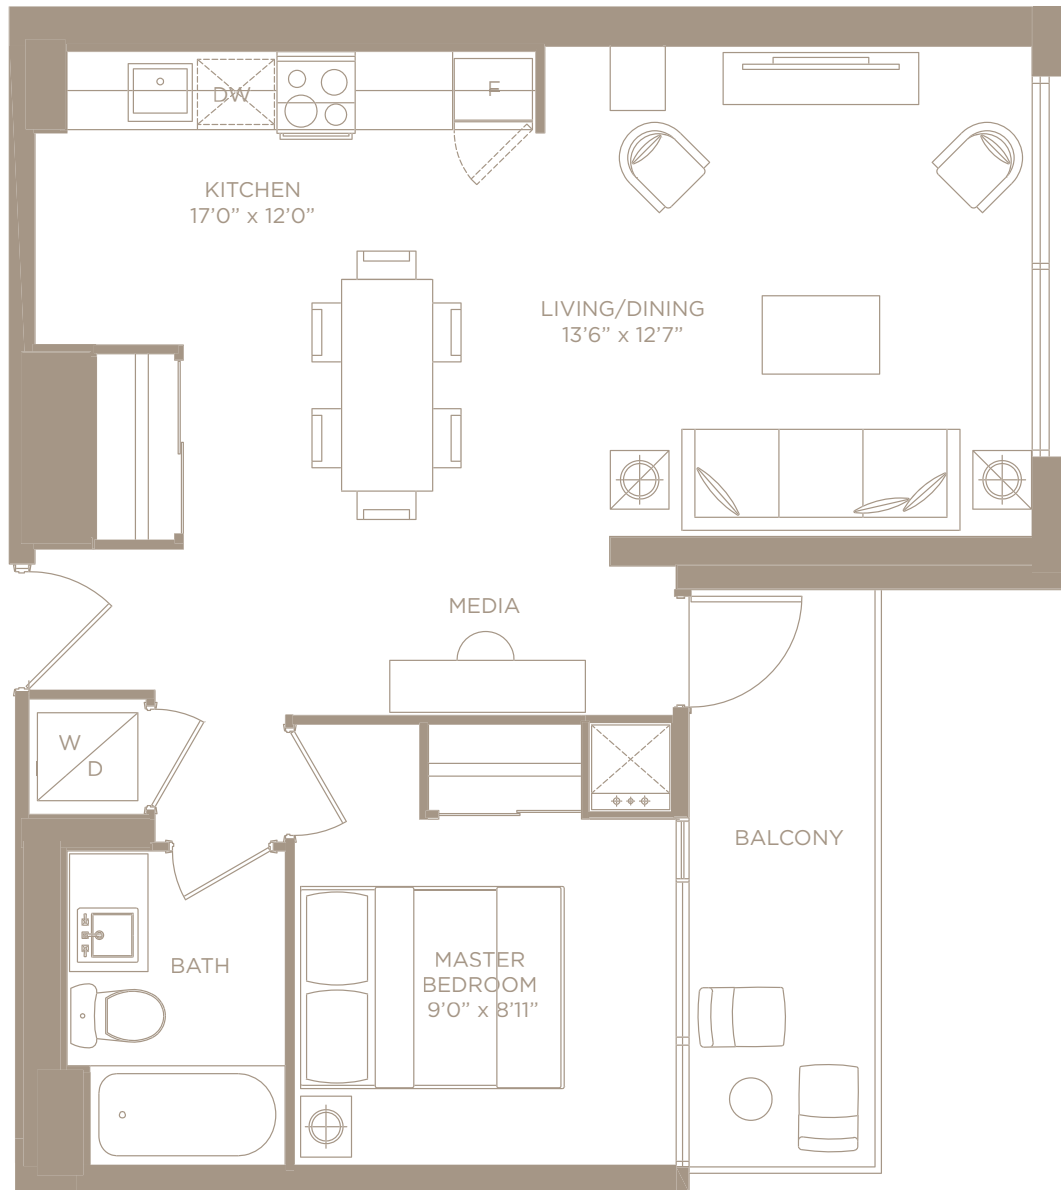 DW
F
KITCHEN
17’0” x 12’0”
LIVING/DINING
13’6” x 12’7”
MEDIA
W
D
BALCONY
BATH
MASTER
BEDROOM
9’0” x 8’11”